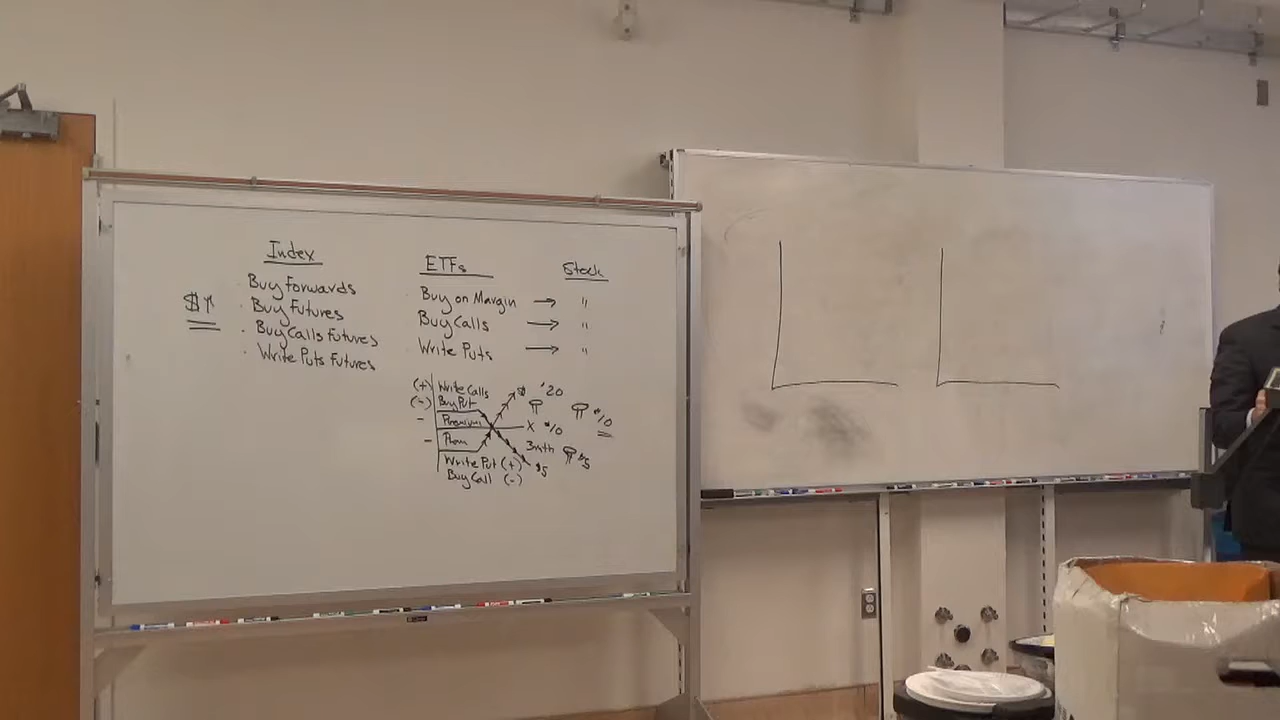 Index
$↑
Buy Forwards
Buy Futures
Buy Calls Futures
Write Puts Futures
ETFs
Stock
Buy on Margin → "
Buy Calls → "
Write Puts → "
(+) Write Calls
(-) Buy Put
- Premium
- Prem
Write Put (+)
Buy Call (-)
$ '20
X $10
3mth
$5
$10
$5